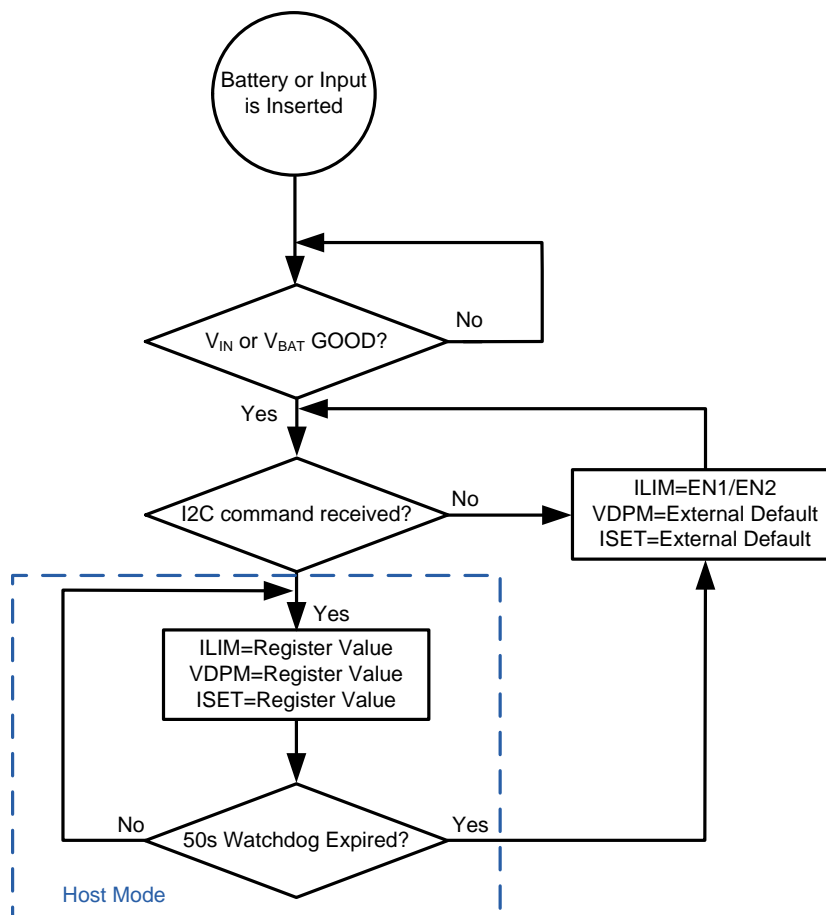 Battery or Input
is Inserted
V_IN or V_BAT GOOD?
No
Yes
I2C command received?
No
ILIM=EN1/EN2
VDPM=External Default
ISET=External Default
Yes
ILIM=Register Value
VDPM=Register Value
ISET=Register Value
50s Watchdog Expired?
No
Yes
Host Mode